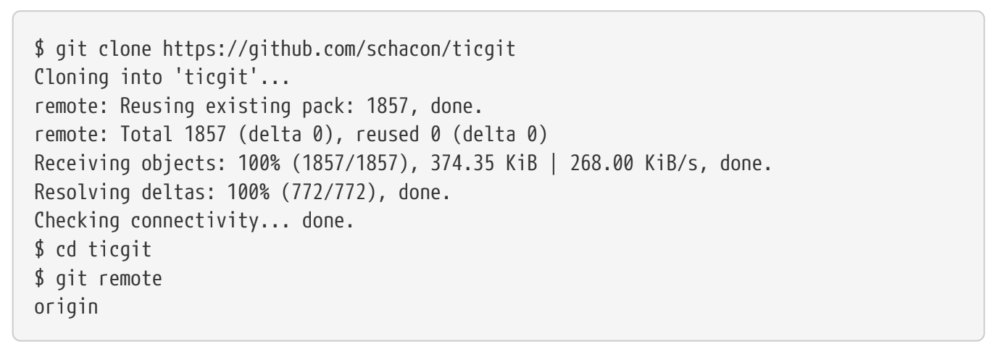 $ git clone https://github.com/schacon/ticgit
Cloning into 'ticgit'...
remote: Reusing existing pack: 1857, done.
remote: Total 1857 (delta 0), reused 0 (delta 0)
Receiving objects: 100% (1857/1857), 374.35 KiB | 268.00 KiB/s, done.
Resolving deltas: 100% (772/772), done.
Checking connectivity... done.
$ cd ticgit
$ git remote
origin